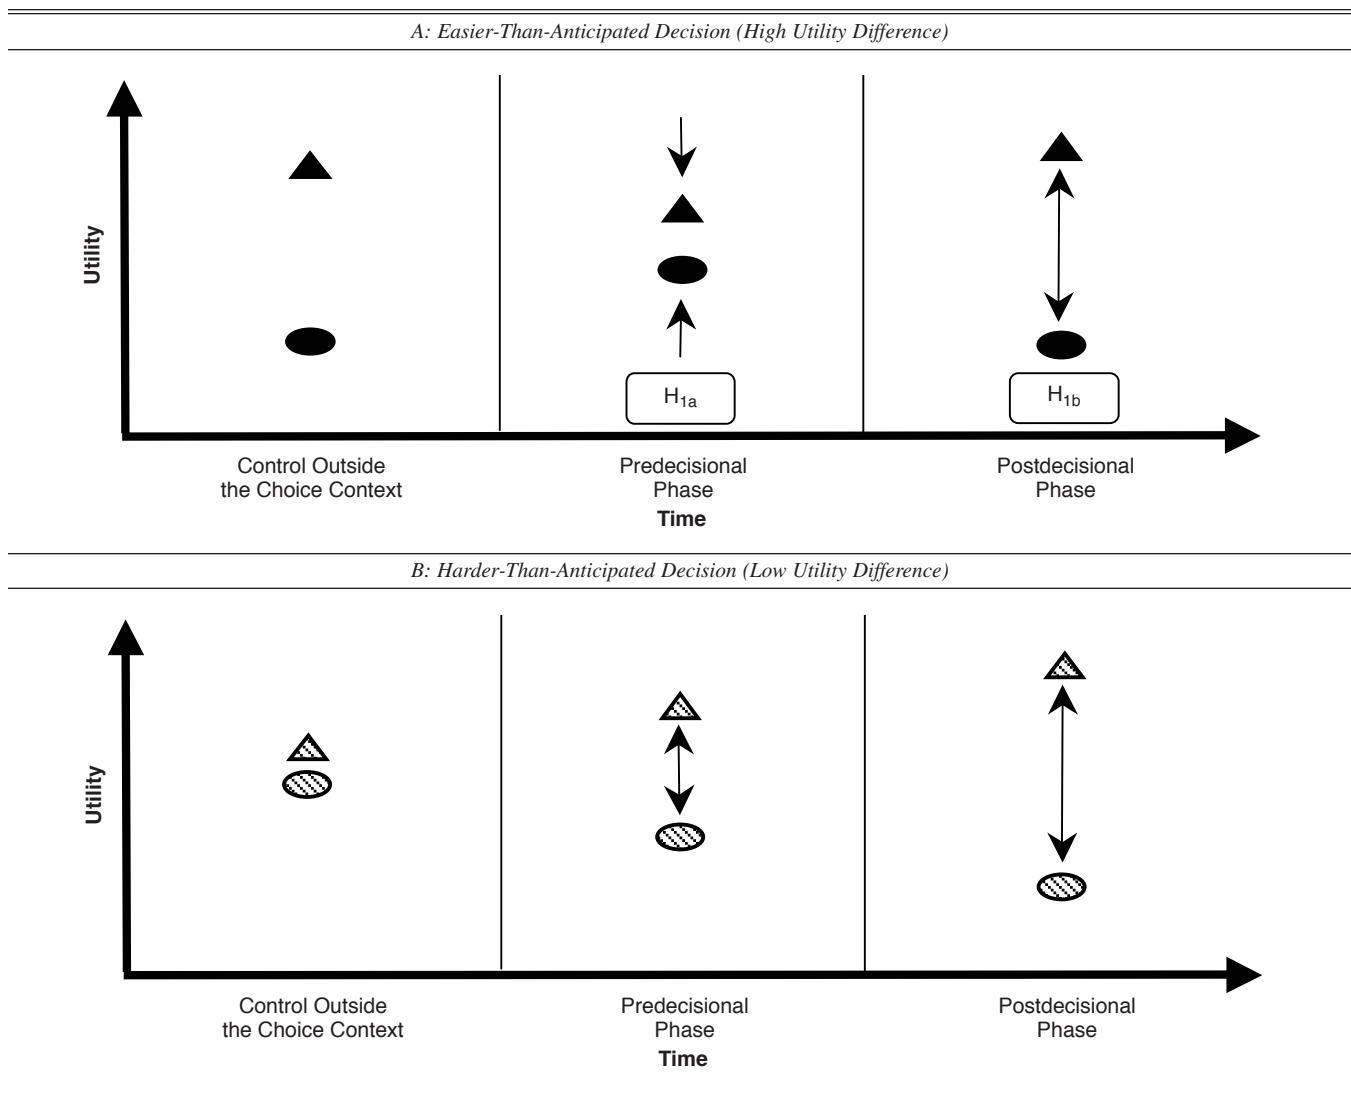 A: Easier-Than-Anticipated Decision (High Utility Difference)
Utility
H1a
H1b
Control Outside
the Choice Context
Predecisional
Phase
Postdecisional
Phase
Time
B: Harder-Than-Anticipated Decision (Low Utility Difference)
Utility
Control Outside
the Choice Context
Predecisional
Phase
Postdecisional
Phase
Time